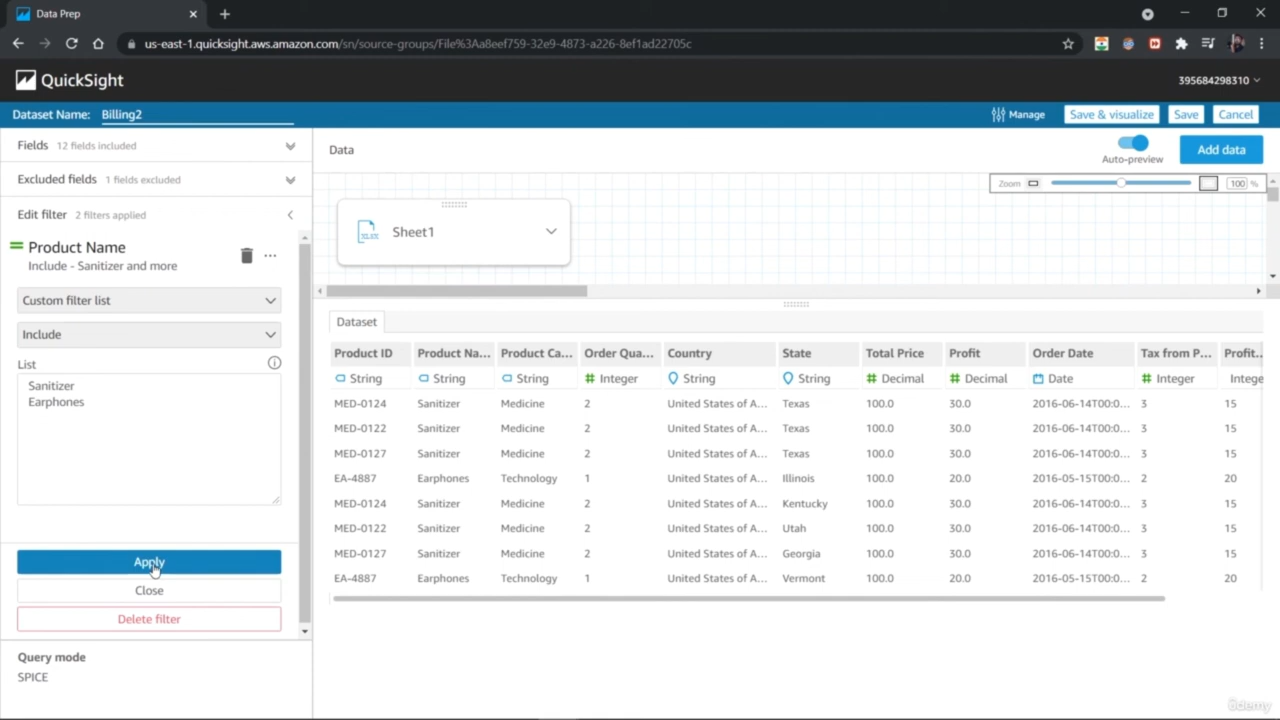 Data Prep
us-east-1.quicksight.aws.amazon.com/sn/source-groups/File%3Aa8eef759-32e9-4873-a226-8ef1ad22705c
QuickSight
395684298310
Dataset Name: Billing2
Manage
Save & visualize
Save
Cancel
Fields 12 fields included
Data
Auto-preview
Add data
Excluded fields 1 fields excluded
Zoom
100 %
Edit filter 2 filters applied
XLSX
Sheet1
Product Name
Include - Sanitizer and more
Custom filter list
Include
List
Sanitizer
Earphones
Apply
Close
Delete filter
Query mode
SPICE
Dataset
Product ID Product Na... Product Ca... Order Qua... Country State Total Price Profit Order Date Tax from P... Profit...
String String String Integer String String Decimal Decimal Date Integer Intege
MED-0124 Sanitizer Medicine 2 United States of A... Texas 100.0 30.0 2016-06-14T00:0... 3 15
MED-0122 Sanitizer Medicine 2 United States of A... Texas 100.0 30.0 2016-06-14T00:0... 3 15
MED-0127 Sanitizer Medicine 2 United States of A... Texas 100.0 30.0 2016-06-14T00:0... 3 15
EA-4887 Earphones Technology 1 United States of A... Illinois 100.0 20.0 2016-05-15T00:0... 2 20
MED-0124 Sanitizer Medicine 2 United States of A... Kentucky 100.0 30.0 2016-06-14T00:0... 3 15
MED-0122 Sanitizer Medicine 2 United States of A... Utah 100.0 30.0 2016-06-14T00:0... 3 15
MED-0127 Sanitizer Medicine 2 United States of A... Georgia 100.0 30.0 2016-06-14T00:0... 3 15
EA-4887 Earphones Technology 1 United States of A... Vermont 100.0 20.0 2016-05-15T00:0... 2 20
ûdemy